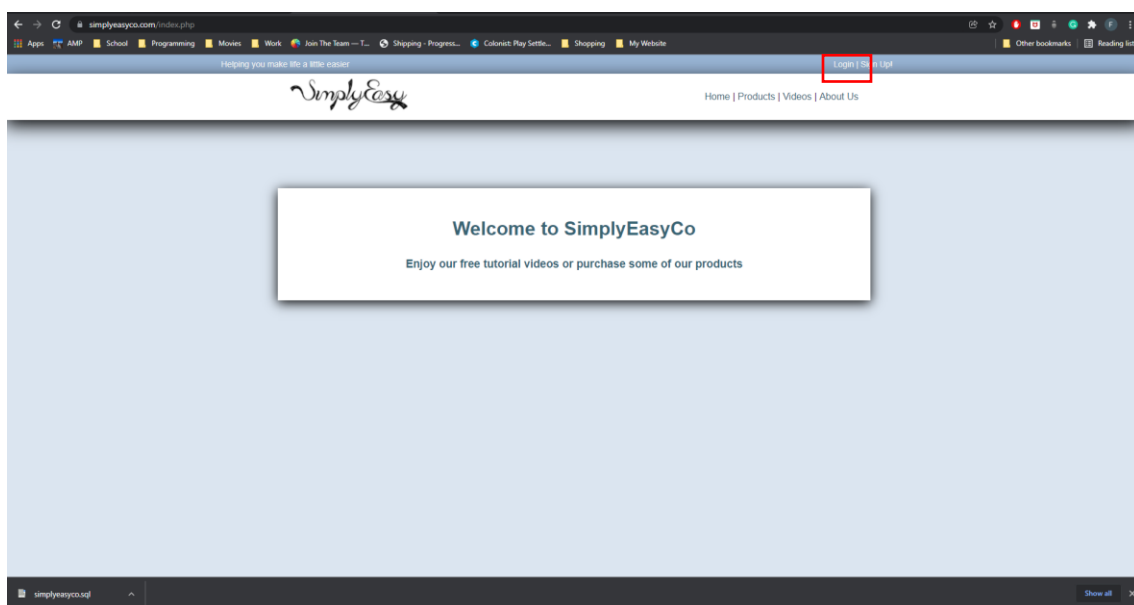 simplyeasyco.com/index.php
Apps AMP School Programming Movies Work Join The Team — T... Shipping - Progress... Colonist: Play Settle... Shopping My Website Other bookmarks Reading list
Helping you make life a little easier Login | Sign Up!
SimplyEasy
Home | Products | Videos | About Us
Welcome to SimplyEasyCo
Enjoy our free tutorial videos or purchase some of our products
simplyeasyco.sql Show all